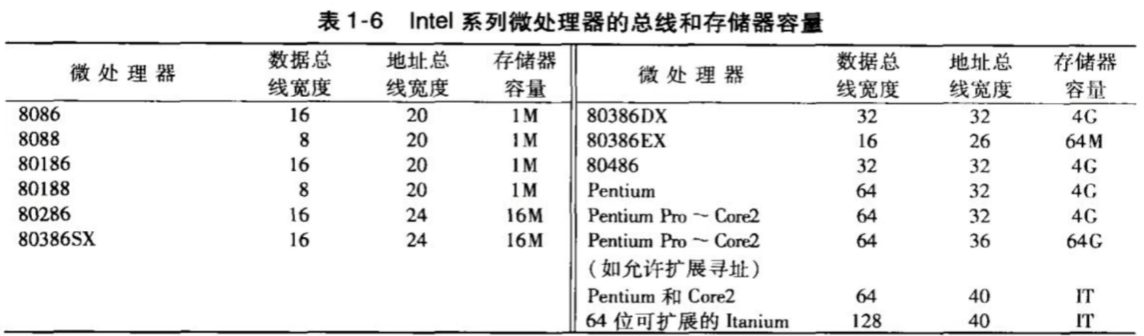 表 1-6 Intel 系列微处理器的总线和存储器容量
微处理器 数据总线宽度 地址总线宽度 存储器容量
8086 16 20 1M
8088 8 20 1M
80186 16 20 1M
80188 8 20 1M
80286 16 24 16M
80386SX 16 24 16M
微处理器 数据总线宽度 地址总线宽度 存储器容量
80386DX 32 32 4G
80386EX 16 26 64M
80486 32 32 4G
Pentium 64 32 4G
Pentium Pro ~ Core2 64 32 4G
Pentium Pro ~ Core2 64 36 64G
(如允许扩展寻址)
Pentium 和 Core2 64 40 IT
64 位可扩展的 Itanium 128 40 IT